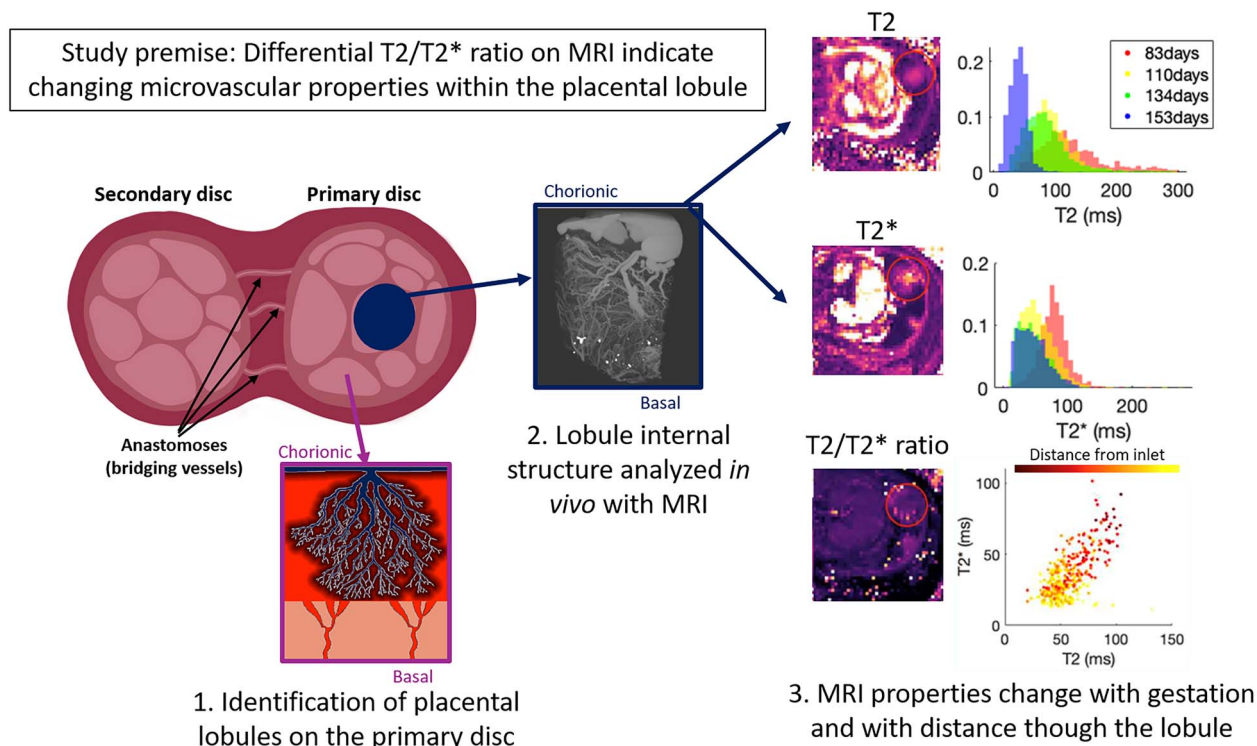 Study premise: Differential T2/T2* ratio on MRI indicate
changing microvascular properties within the placental lobule
Secondary disc
Primary disc
Anastomoses
(bridging vessels)
Chorionic
Basal
1. Identification of placental
lobules on the primary disc
Chorionic
Basal
2. Lobule internal
structure analyzed in
vivo with MRI
T2
0.2
0.1
0
0
100
200
300
T2 (ms)
83days
110days
134days
153days
T2*
0.2
0.1
0
0
100
200
T2* (ms)
T2/T2* ratio
Distance from inlet
100
50
0
T2* (ms)
0
50
100
150
T2 (ms)
3. MRI properties change with gestation
and with distance though the lobule